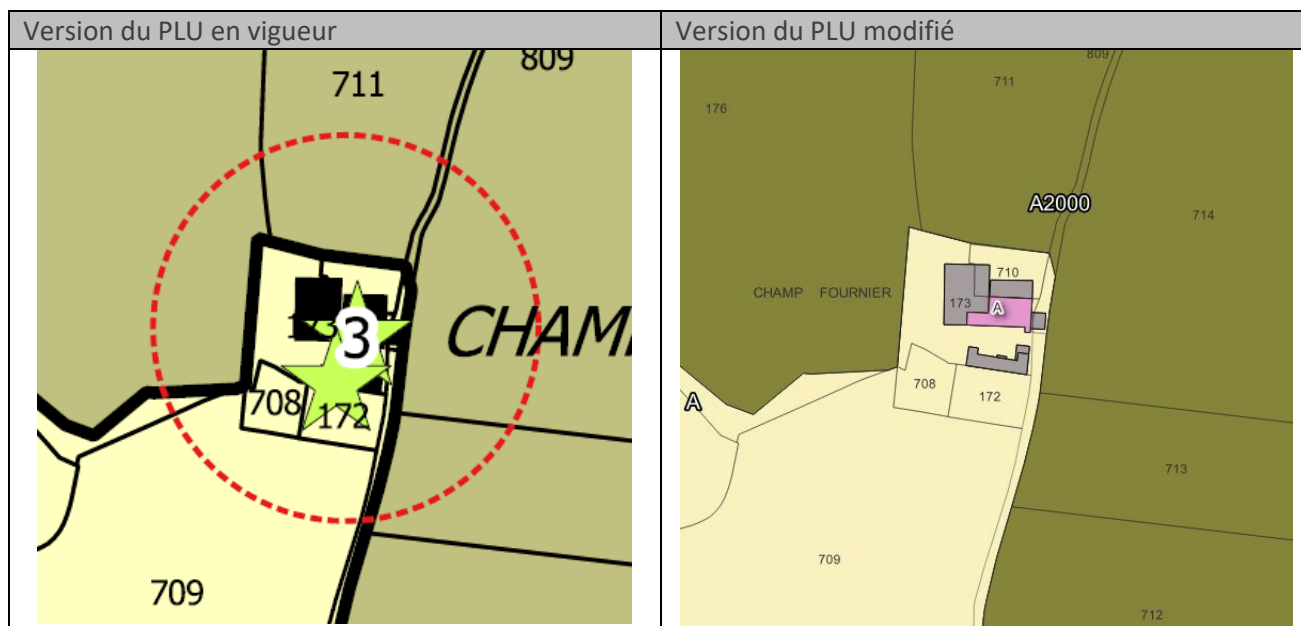 Version du PLU en vigueur
Version du PLU modifié
809
711
3
CHAM
708
172
709
809
711
176
A2000
714
710
CHAMP FOURNIER
173
A
708
172
A
713
709
712